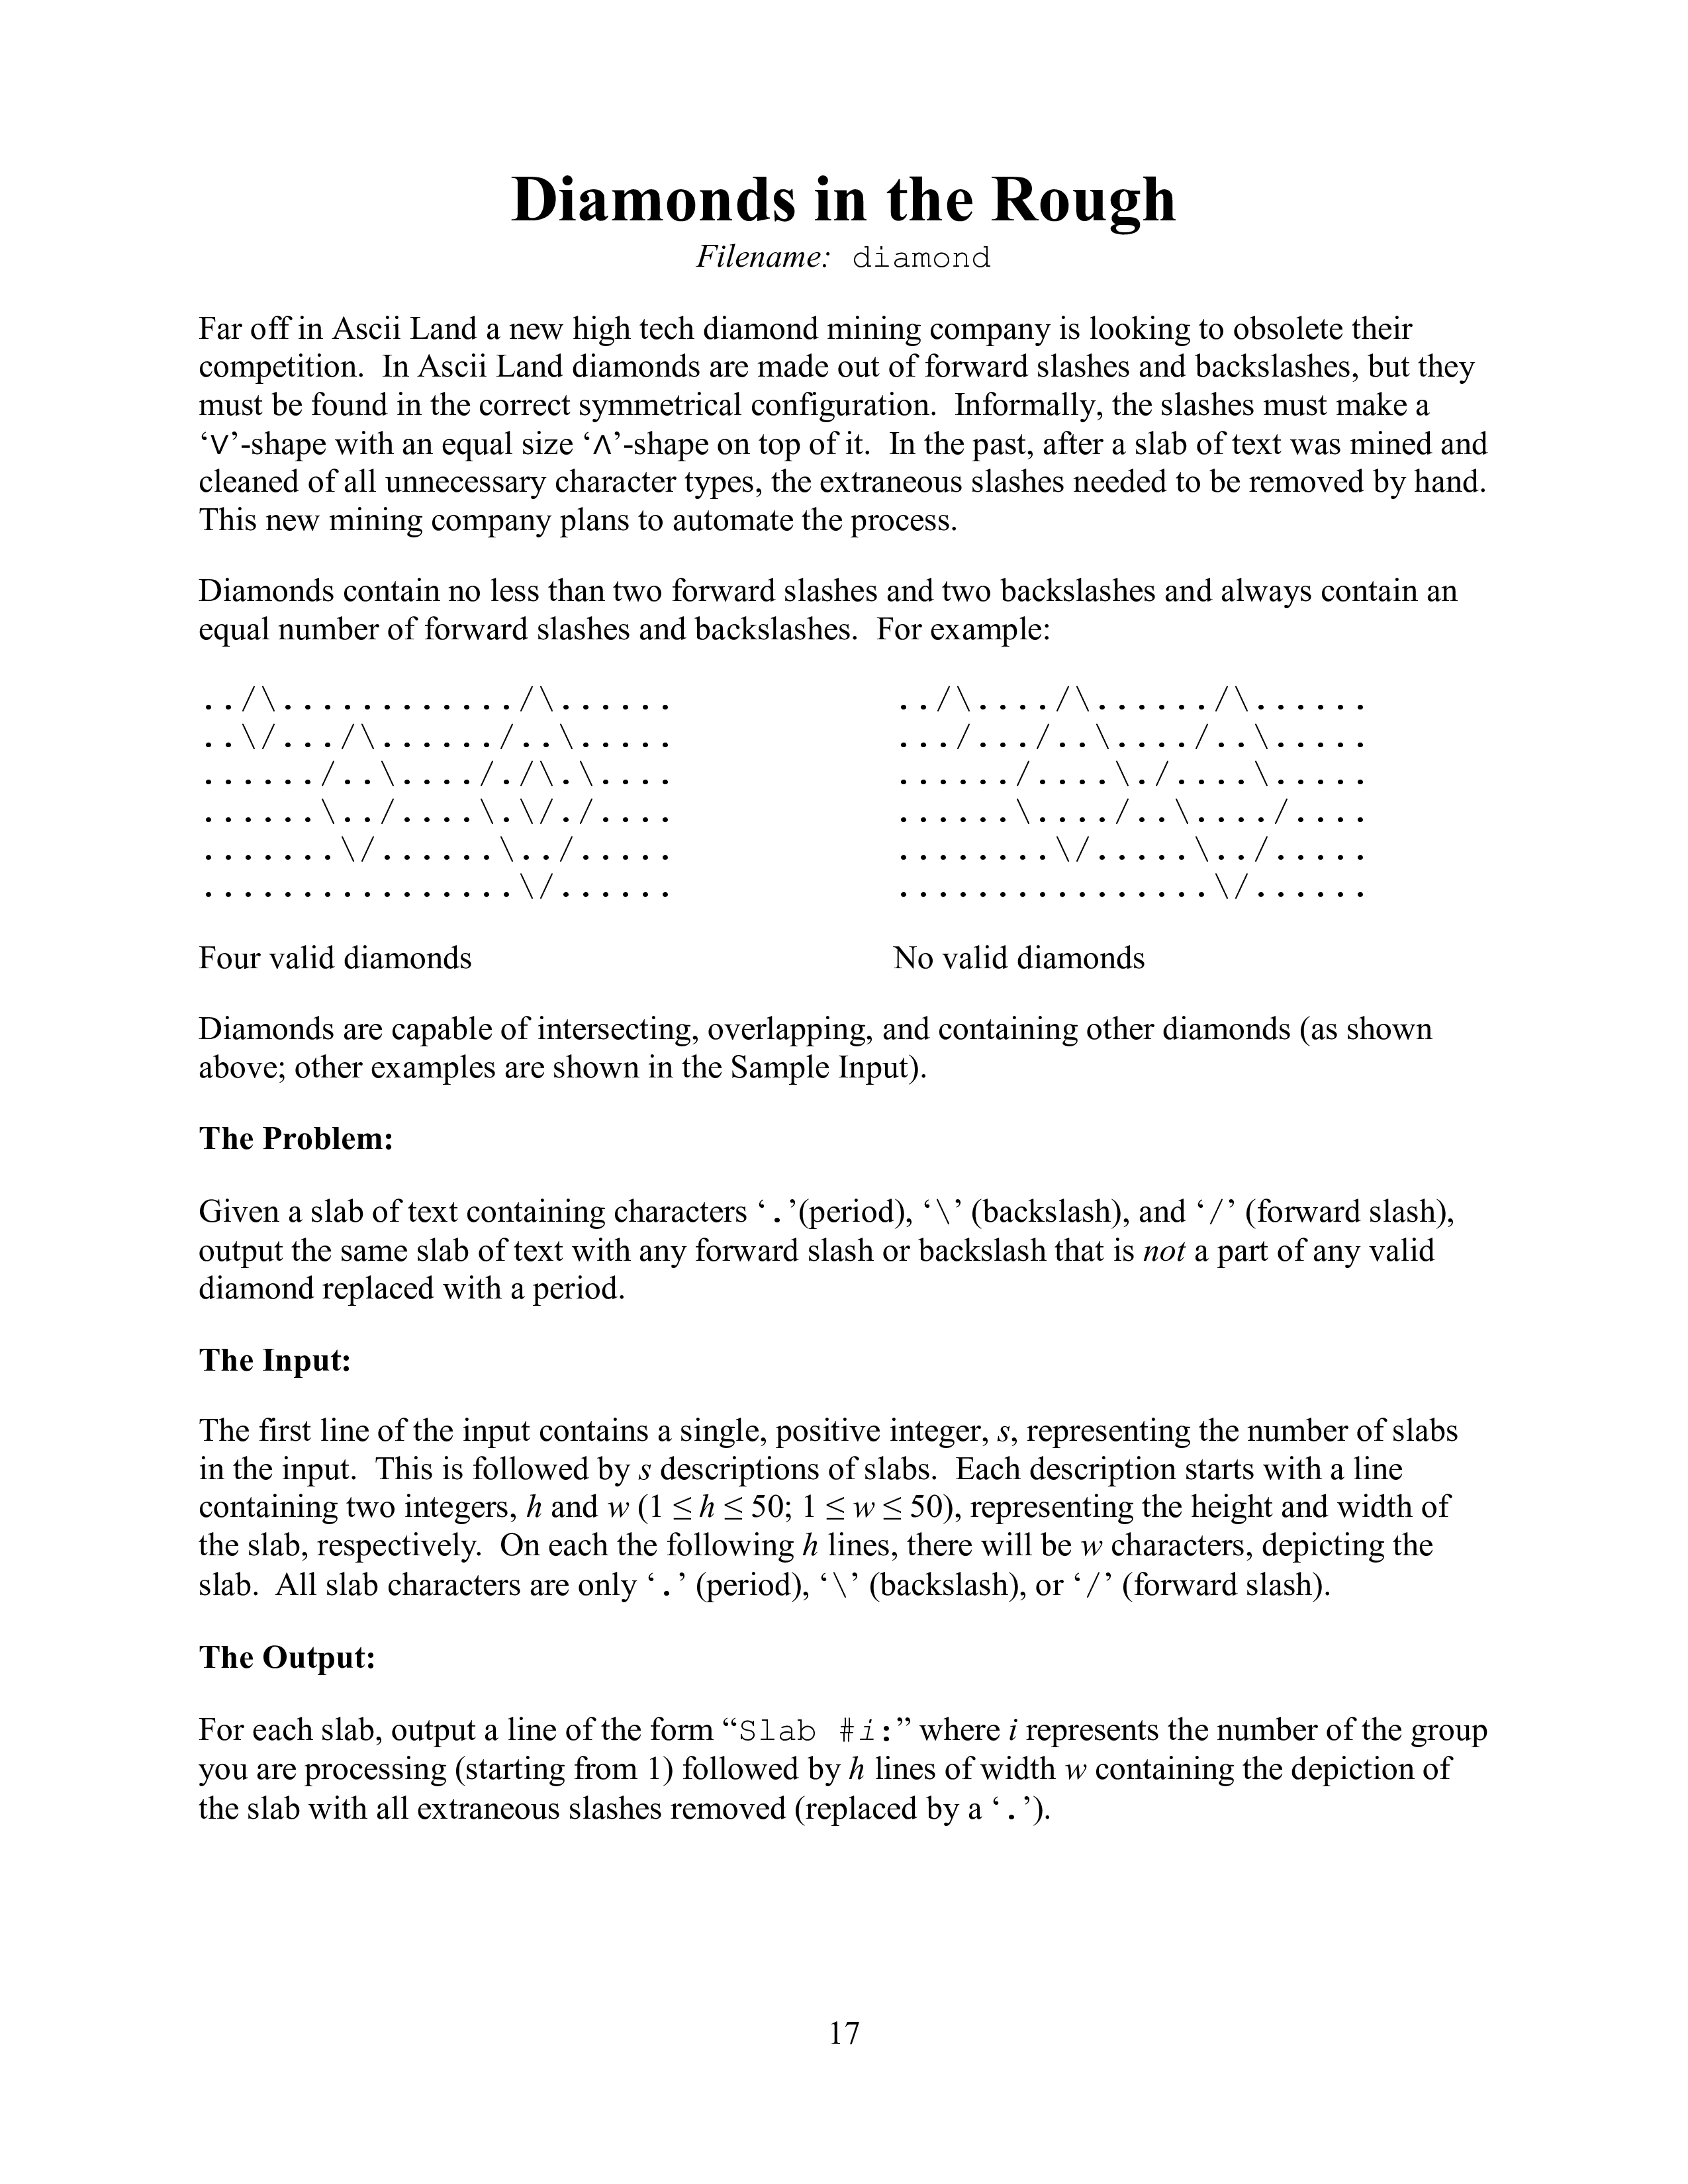 Diamonds in the Rough
Filename: diamond
Far off in Ascii Land a new high tech diamond mining company is looking to obsolete their
competition. In Ascii Land diamonds are made out of forward slashes and backslashes, but they
must be found in the correct symmetrical configuration. Informally, the slashes must make a
‘V’-shape with an equal size ‘Λ’-shape on top of it. In the past, after a slab of text was mined and
cleaned of all unnecessary character types, the extraneous slashes needed to be removed by hand.
This new mining company plans to automate the process.
Diamonds contain no less than two forward slashes and two backslashes and always contain an
equal number of forward slashes and backslashes. For example:
../\............/\...... ../\..../\....../\......
..\/.../\....../..\..... .../.../..\..../..\.....
....../..\...././\.\.... ....../....\./....\.....
......\../....\.\/./.... ......\..../..\..../....
.......\/......\../..... ........\/.....\../.....
................\/...... ................\/......
Four valid diamonds No valid diamonds
Diamonds are capable of intersecting, overlapping, and containing other diamonds (as shown
above; other examples are shown in the Sample Input).
The Problem:
Given a slab of text containing characters ‘.’(period), ‘\’ (backslash), and ‘/’ (forward slash),
output the same slab of text with any forward slash or backslash that is not a part of any valid
diamond replaced with a period.
The Input:
The first line of the input contains a single, positive integer, s, representing the number of slabs
in the input. This is followed by s descriptions of slabs. Each description starts with a line
containing two integers, h and w (1 ≤ h ≤ 50; 1 ≤ w ≤ 50), representing the height and width of
the slab, respectively. On each the following h lines, there will be w characters, depicting the
slab. All slab characters are only ‘.’ (period), ‘\’ (backslash), or ‘/’ (forward slash).
The Output:
For each slab, output a line of the form “Slab #i:” where i represents the number of the group
you are processing (starting from 1) followed by h lines of width w containing the depiction of
the slab with all extraneous slashes removed (replaced by a ‘.’).
17